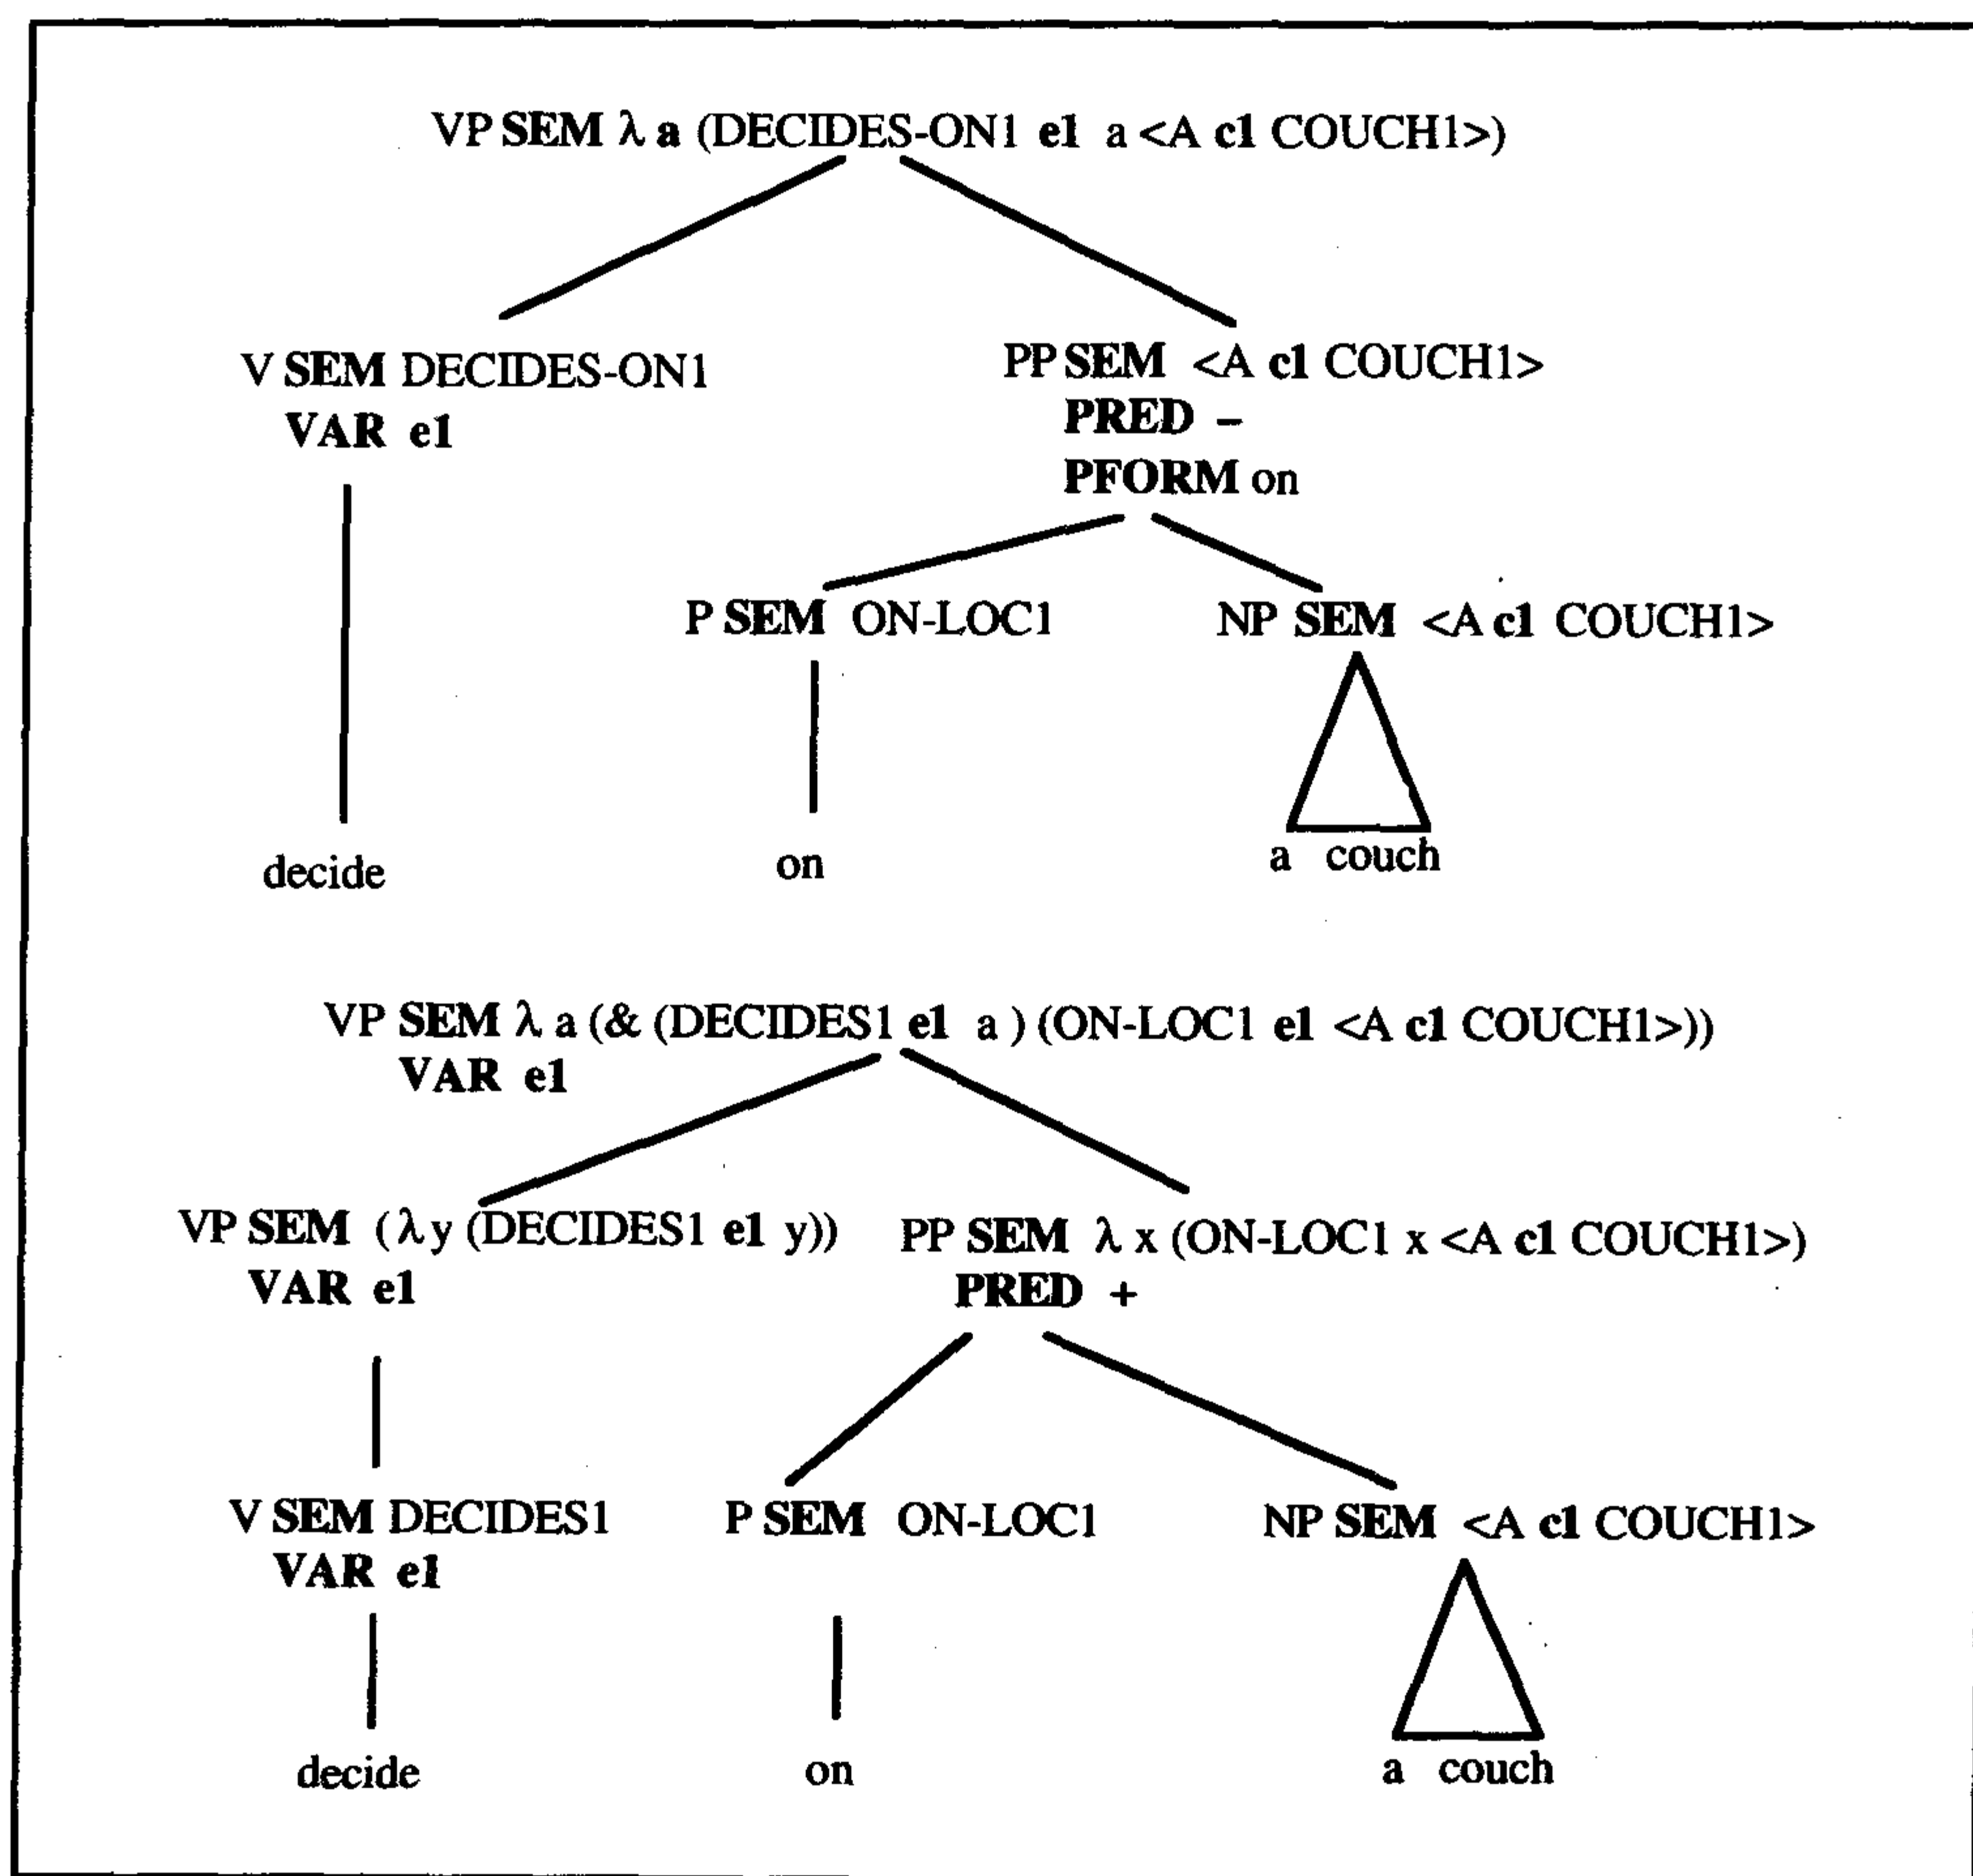 VP SEM λ a (DECIDES-ON1 e1 a <A c1 COUCH1>)
V SEM DECIDES-ON1
VAR e1
PP SEM <A c1 COUCH1>
PRED –
PFORM on
P SEM ON-LOC1
NP SEM <A c1 COUCH1>
decide
on
a couch
VP SEM λ a (& (DECIDES1 e1 a ) (ON-LOC1 e1 <A c1 COUCH1>))
VAR e1
VP SEM (λ y (DECIDES1 e1 y))
VAR e1
PP SEM λ x (ON-LOC1 x <A c1 COUCH1>)
PRED +
V SEM DECIDES1
VAR e1
P SEM ON-LOC1
NP SEM <A c1 COUCH1>
decide
on
a couch